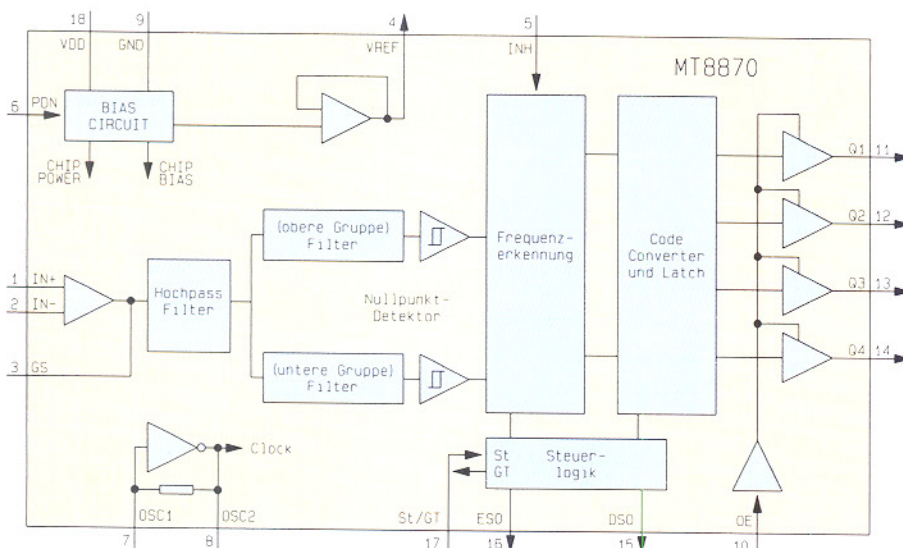 18 9 4 5
VDD GND VREF INH
MT8870
6 PDN
BIAS
CIRCUIT
CHIP
POWER
CHIP
BIAS
Q1 11
Q2 12
Q3 13
Q4 14
(obere Gruppe)
Filter
Frequenz-
erkennung
Code
Converter
und Latch
1 IN+
2 IN-
3 GS
Hochpass
Filter
Nullpunkt-
Detektor
(untere Gruppe)
Filter
Clock
St
GT
Steuer-
logik
OSC1 OSC2 St/GT ESO DSO OE
7 8 17 16 15 10